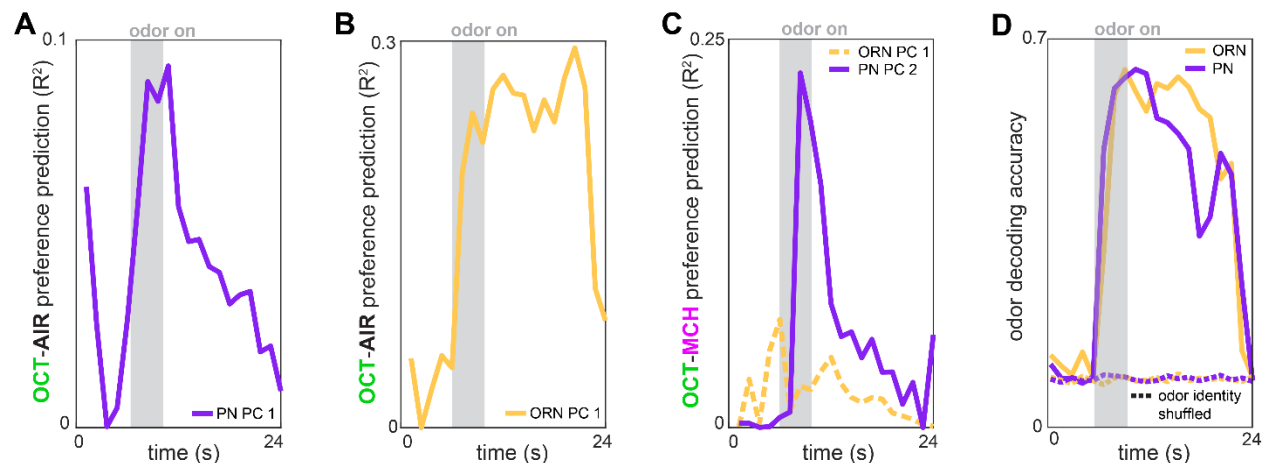 A
odor on
OCT-AIR preference prediction (R²)
0.1
0
PN PC 1
0
24
time (s)
B
odor on
OCT-AIR preference prediction (R²)
0.3
0
ORN PC 1
0
24
time (s)
C
odor on
OCT-MCH preference prediction (R²)
0.25
0
ORN PC 1
PN PC 2
0
24
time (s)
D
odor on
odor decoding accuracy
0.7
0
ORN
PN
odor identity
shuffled
0
24
time (s)